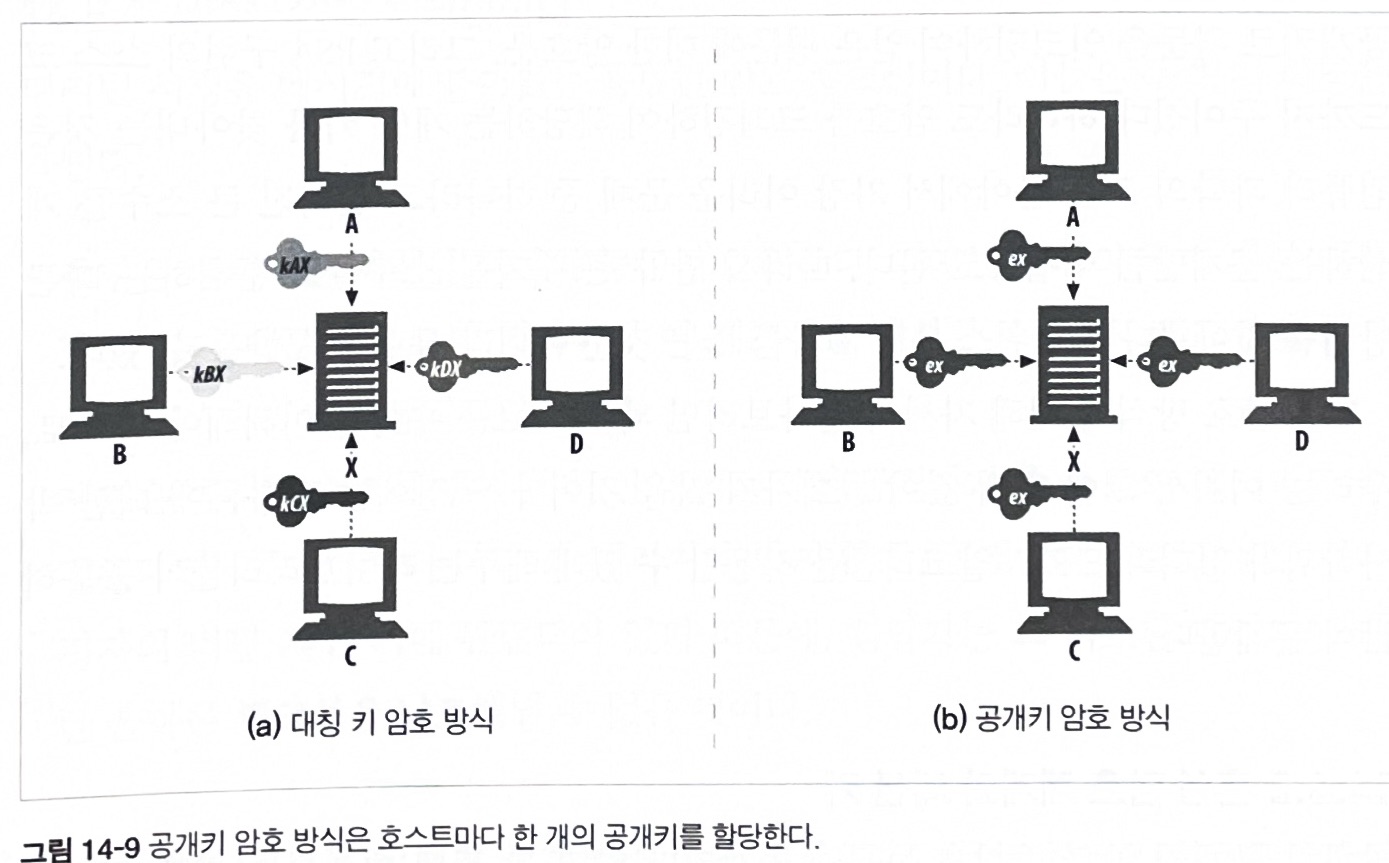 A
kAX
kBX
B
kDX
D
X
kCX
C
(a) 대칭 키 암호 방식
A
ex
ex
B
ex
D
X
ex
C
(b) 공개키 암호 방식
그림 14-9 공개키 암호 방식은 호스트마다 한 개의 공개키를 할당한다.